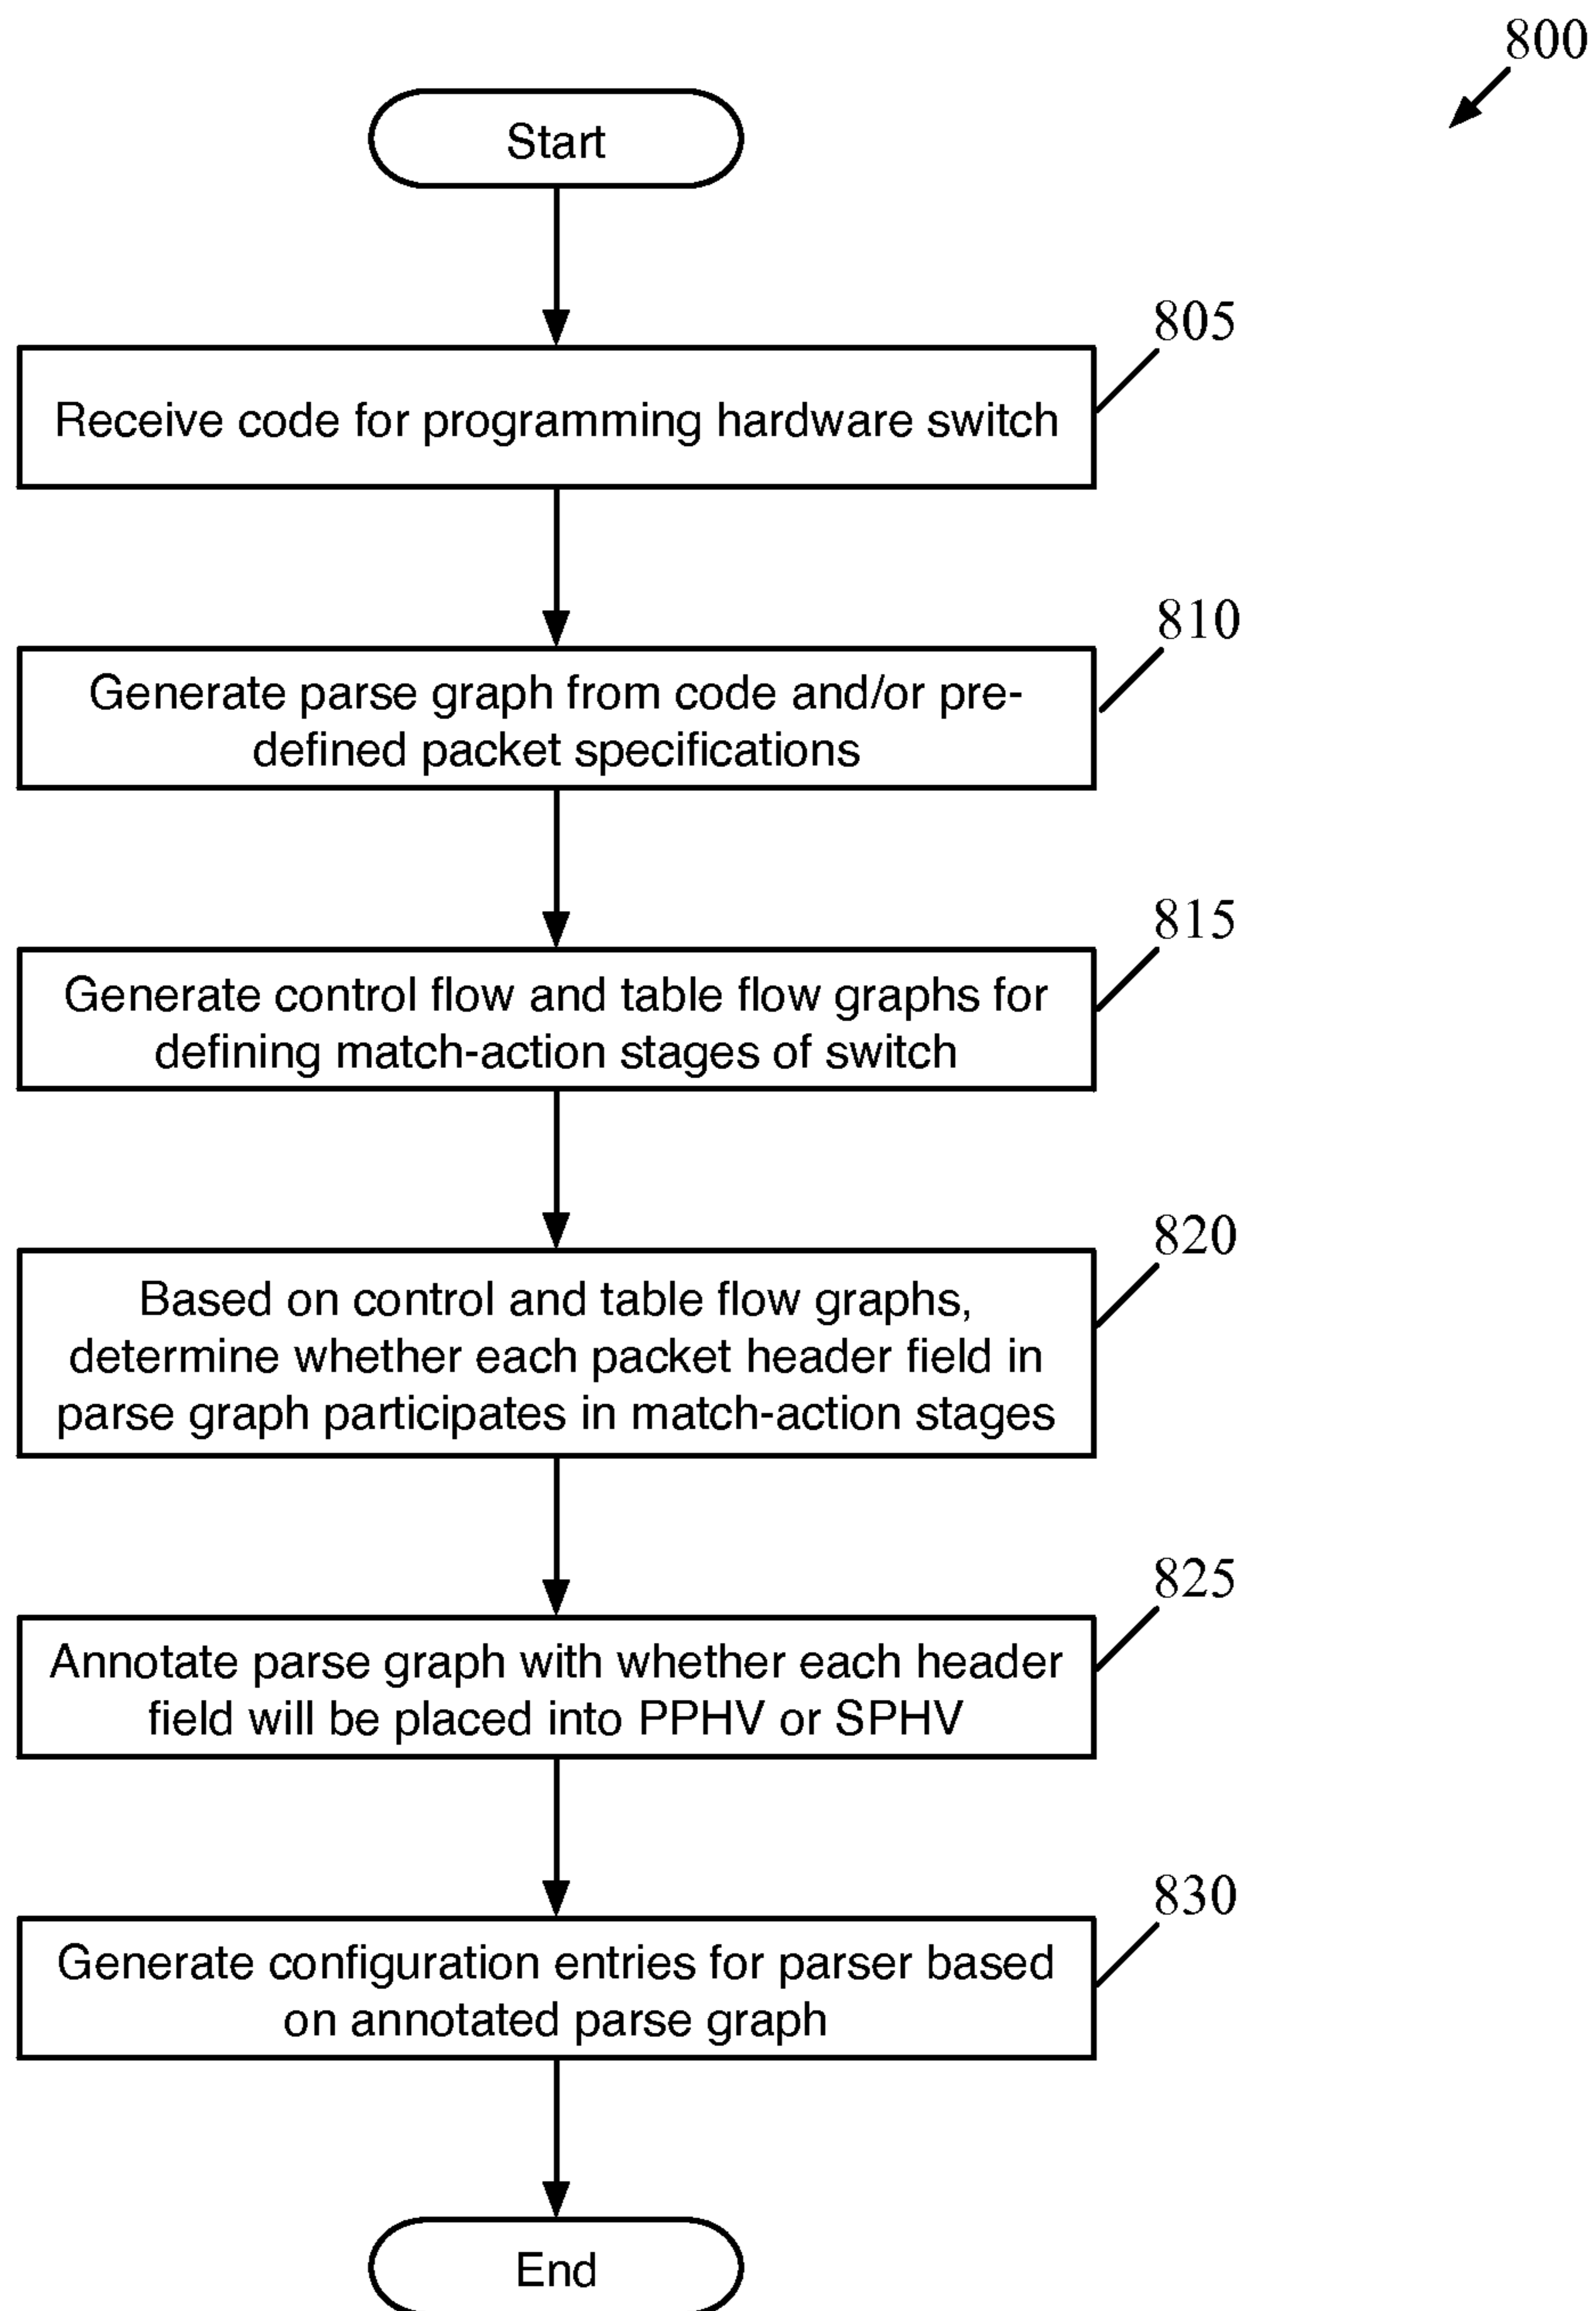 800
Start
805
Receive code for programming hardware switch
810
Generate parse graph from code and/or pre-
defined packet specifications
815
Generate control flow and table flow graphs for
defining match-action stages of switch
820
Based on control and table flow graphs,
determine whether each packet header field in
parse graph participates in match-action stages
825
Annotate parse graph with whether each header
field will be placed into PPHV or SPHV
830
Generate configuration entries for parser based
on annotated parse graph
End